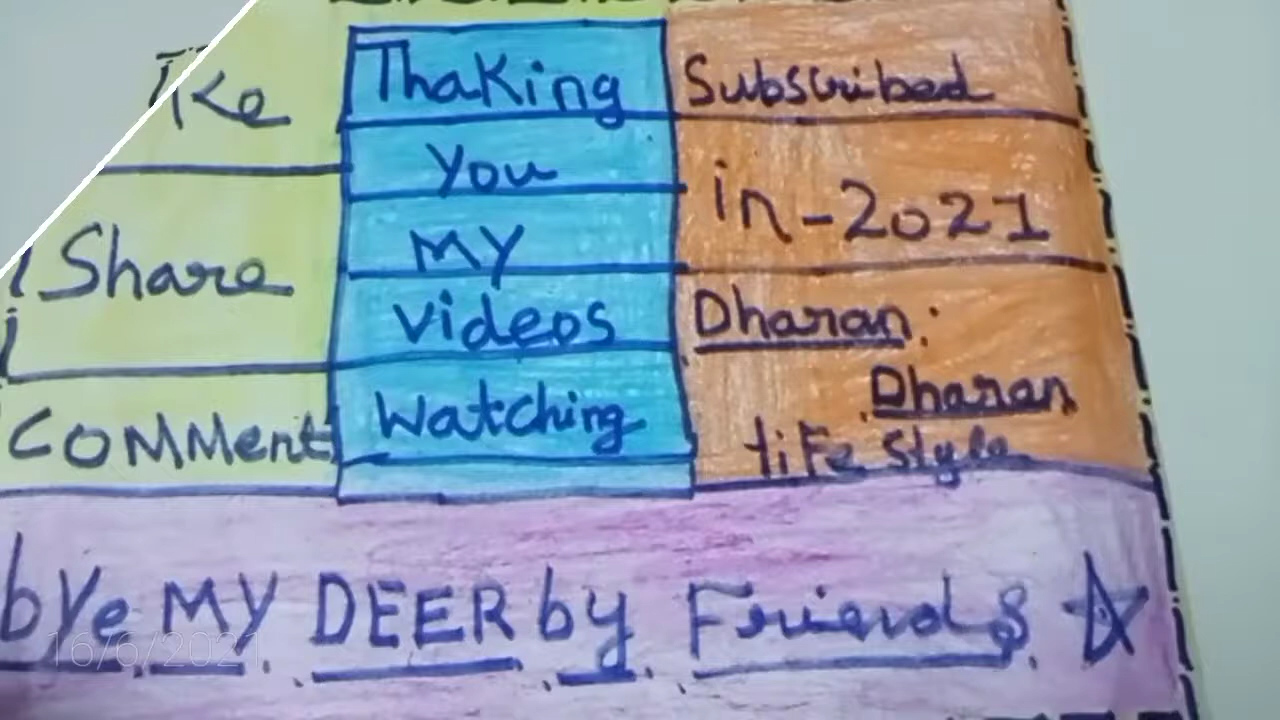 ike
Share
COMMent
ThaKing
you
MY
videos
Watching
Subscribed
in-2021
Dharan.
Dharan
life style
bye MY DEER by Friends
16/6/2021